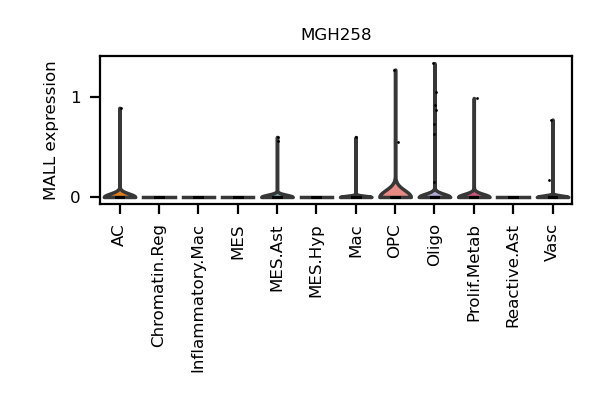 MGH258
MALL expression
1
0
AC
Chromatin.Reg
Inflammatory.Mac
MES
MES.Ast
MES.Hyp
Mac
OPC
Oligo
Prolif.Metab
Reactive.Ast
Vasc